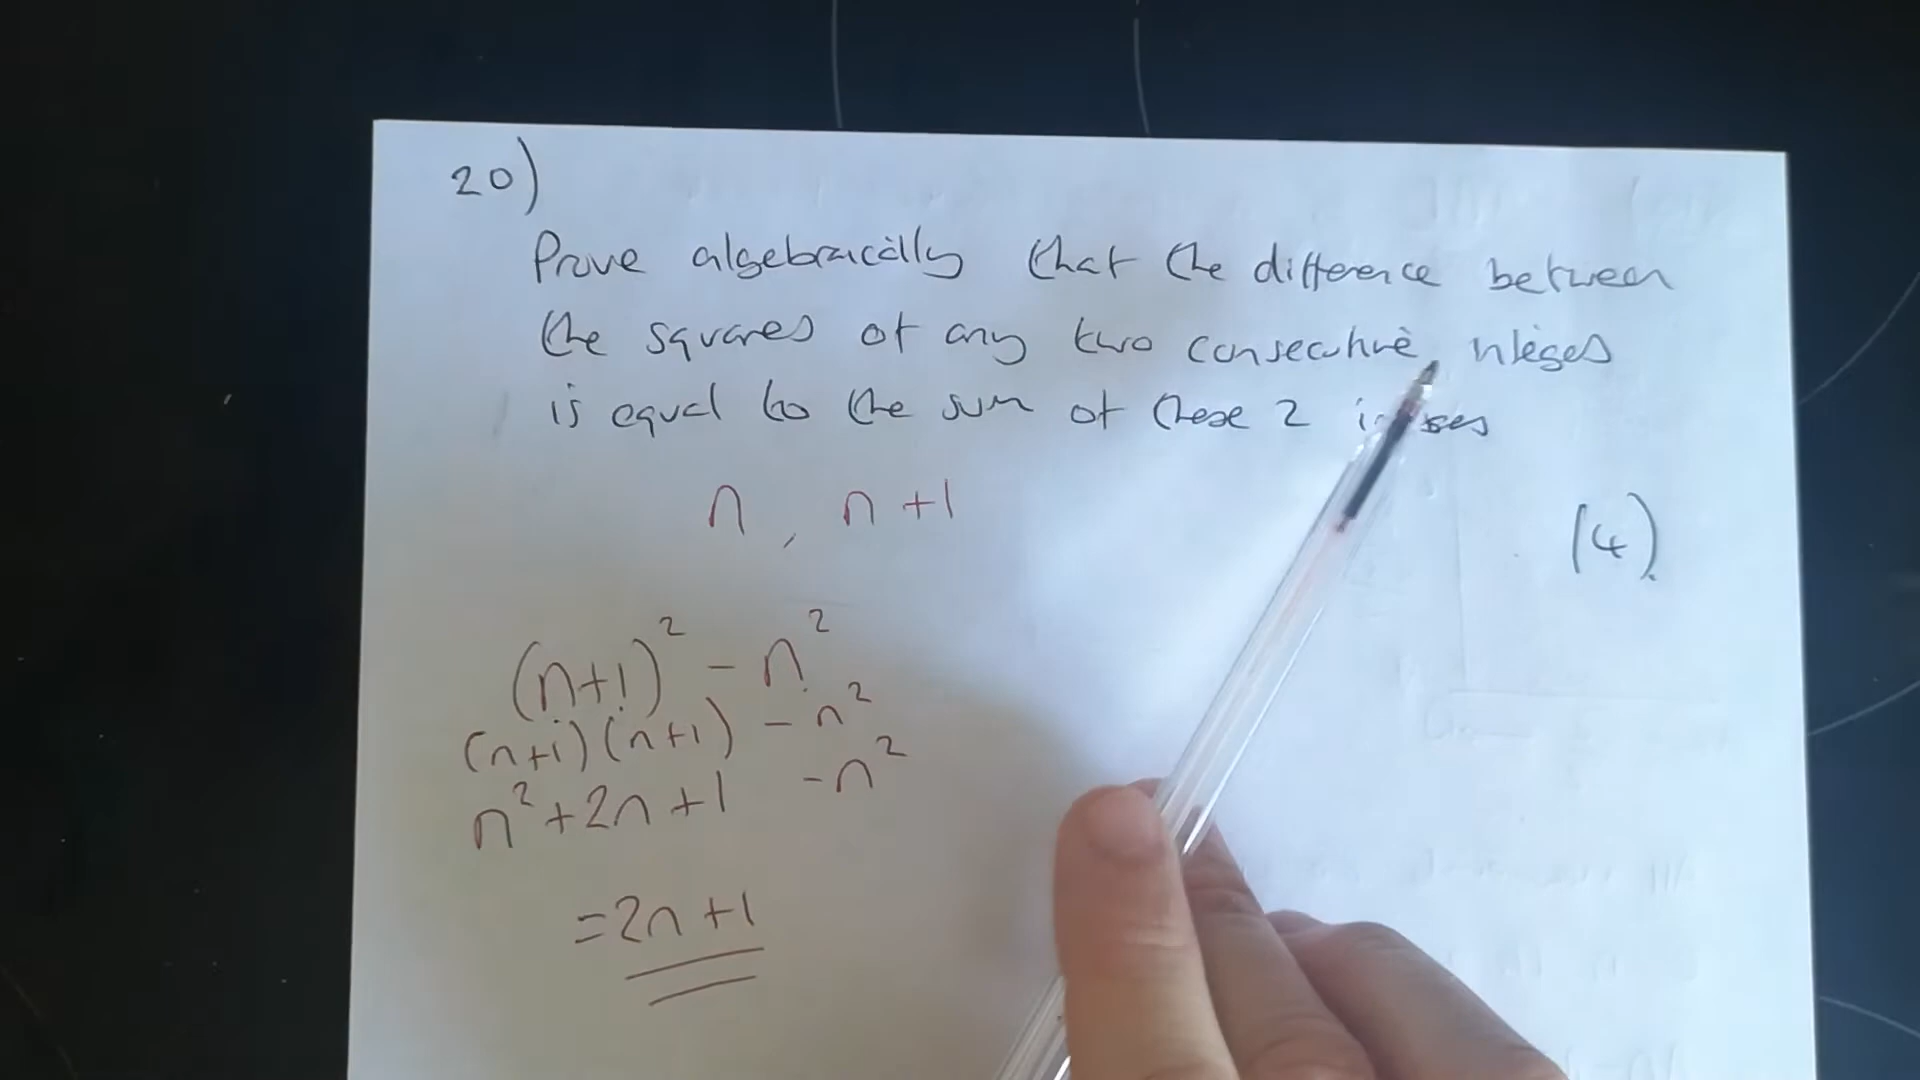 20)
Prove algebraically that the difference between
the squares of any two consecutive integers
is equal to the sum of these 2
n , n+1
(4)
(n+1)² - n²
(n+1)(n+1) - n²
n²+2n+1 -n²
=2n+1